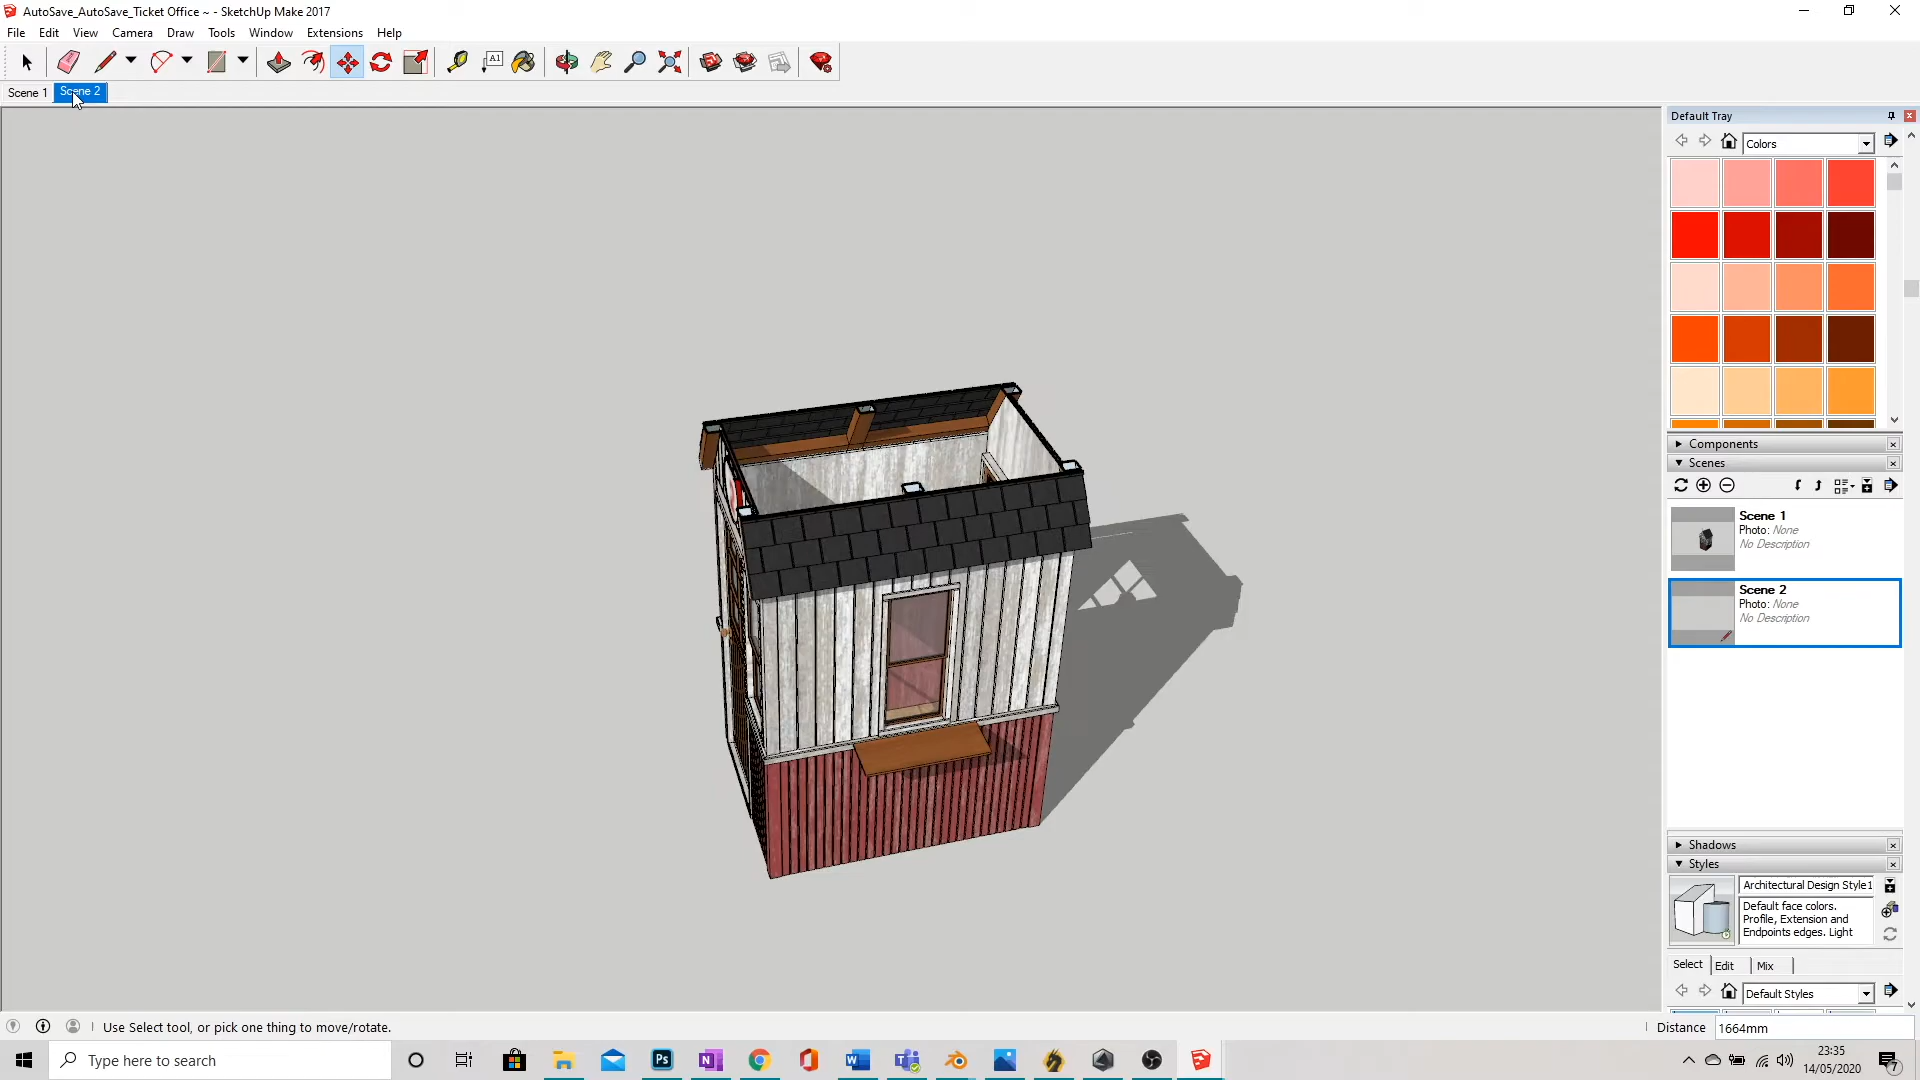 AutoSave_AutoSave_Ticket Office ~ - SketchUp Make 2017
File Edit View Camera Draw Tools Window Extensions Help
A1
Scene 1 Scene 2
Default Tray
Colors
Components
Scenes
Scene 1
Photo: None
No Description
Scene 2
Photo: None
No Description
Shadows
Styles
Architectural Design Style1
Default face colors.
Profile, Extension and
Endpoints edges. Light
Select Edit Mix
Default Styles
Use Select tool, or pick one thing to move/rotate.
Distance 1664mm
Type here to search
Ps
N
W
23:35
14/05/2020
7